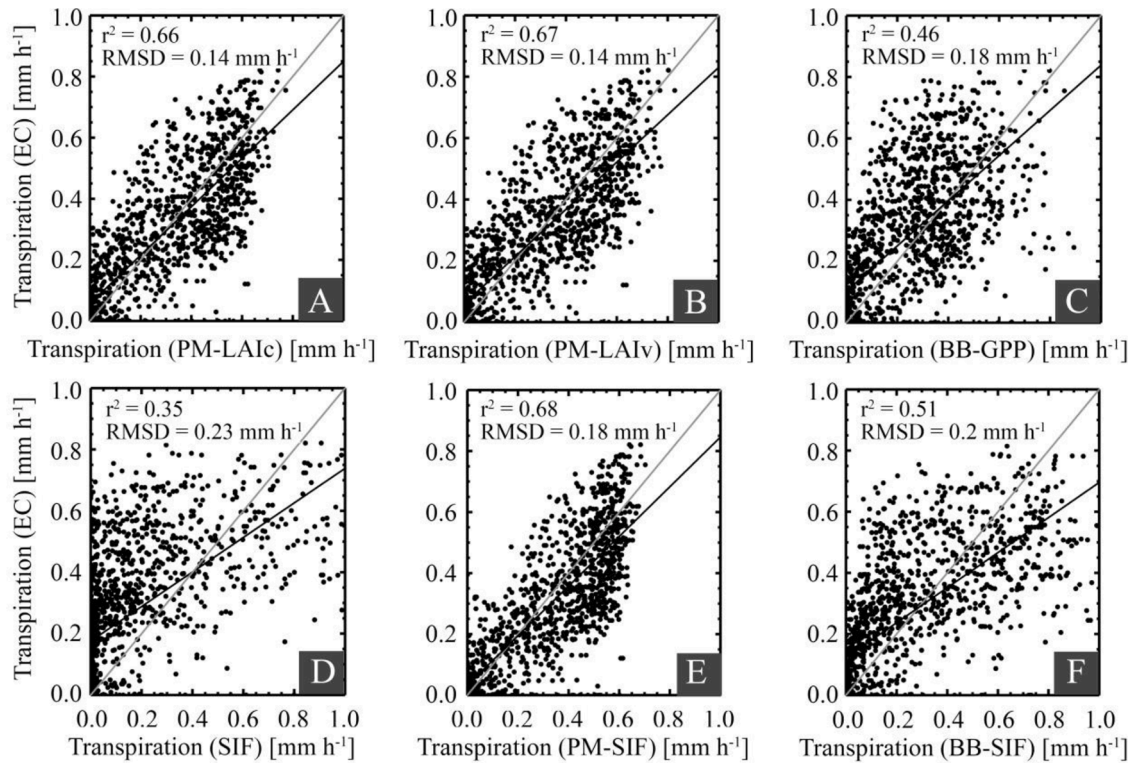 r² = 0.66
RMSD = 0.14 mm h⁻¹
1.0
0.8
0.6
0.4
0.2
0.0
Transpiration (EC) [mm h⁻¹]
A
Transpiration (PM-LAIc) [mm h⁻¹]
r² = 0.67
RMSD = 0.14 mm h⁻¹
B
Transpiration (PM-LAIv) [mm h⁻¹]
r² = 0.46
RMSD = 0.18 mm h⁻¹
C
Transpiration (BB-GPP) [mm h⁻¹]
r² = 0.35
RMSD = 0.23 mm h⁻¹
1.0
0.8
0.6
0.4
0.2
0.0
Transpiration (EC) [mm h⁻¹]
D
0.0 0.2 0.4 0.6 0.8 1.0
Transpiration (SIF) [mm h⁻¹]
r² = 0.68
RMSD = 0.18 mm h⁻¹
E
0.0 0.2 0.4 0.6 0.8 1.0
Transpiration (PM-SIF) [mm h⁻¹]
r² = 0.51
RMSD = 0.2 mm h⁻¹
F
0.0 0.2 0.4 0.6 0.8 1.0
Transpiration (BB-SIF) [mm h⁻¹]